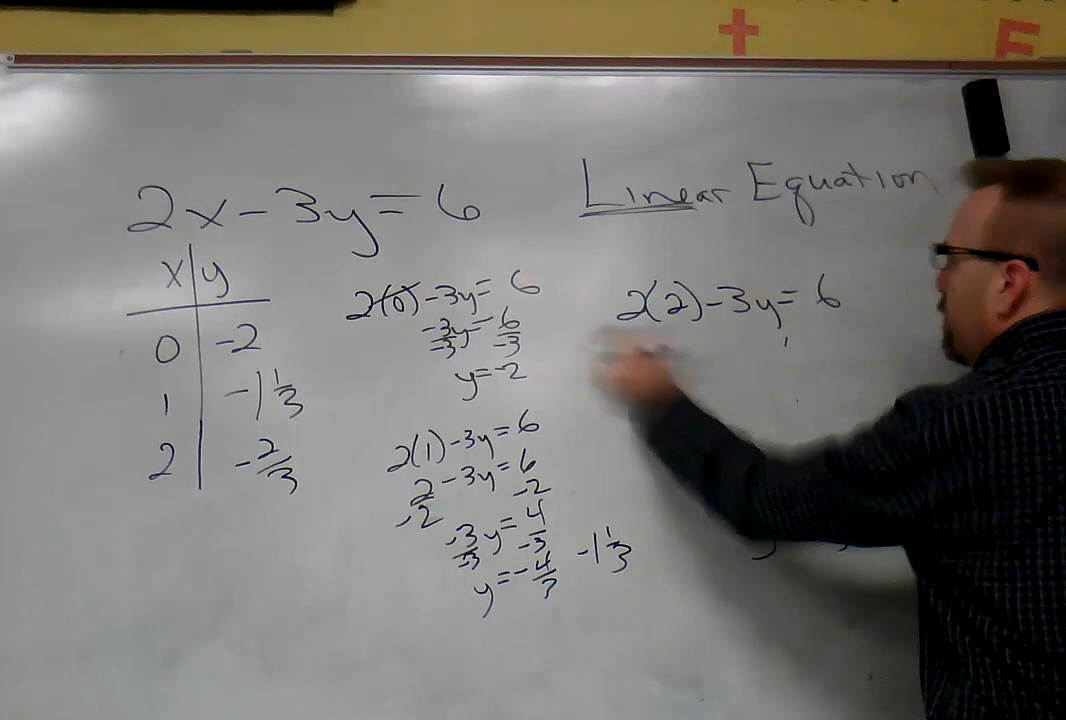 + F
Linear Equation
2x - 3y = 6
x y
0 -2
1 -1 1/3
2 -2/3
2(0) - 3y = 6
-3y/-3 = 6/-3
y = -2
2(1) - 3y = 6
2 - 3y = 6
-2 -2
-3y/-3 = 4/-3
y = -4/3 -1 1/3
2(2) - 3y = 6